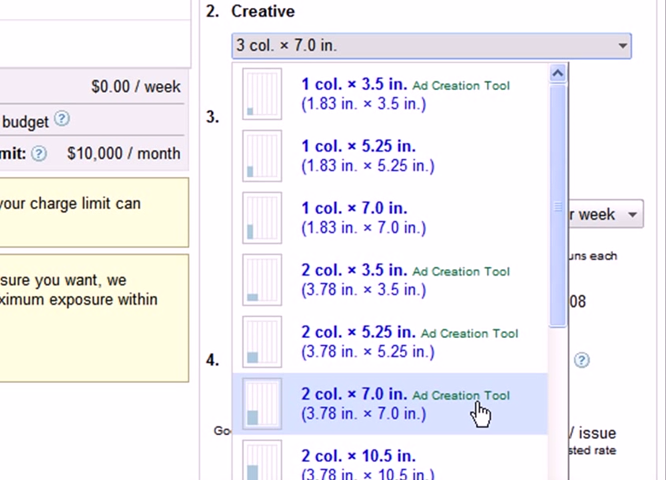 2. Creative
3 col. × 7.0 in.
$0.00 / week
budget
mit: $10,000 / month
your charge limit can
sure you want, we
ximum exposure within
1 col. × 3.5 in. Ad Creation Tool
(1.83 in. × 3.5 in.)
3.
1 col. × 5.25 in.
(1.83 in. × 5.25 in.)
1 col. × 7.0 in.
(1.83 in. × 7.0 in.)
2 col. × 3.5 in. Ad Creation Tool
(3.78 in. × 3.5 in.)
2 col. × 5.25 in. Ad Creation Tool
(3.78 in. × 5.25 in.)
4.
2 col. × 7.0 in. Ad Creation Tool
(3.78 in. × 7.0 in.)
2 col. × 10.5 in.
(3.78 in. × 10.5 in.)
r week
uns each
08
Go
/ issue
sted rate